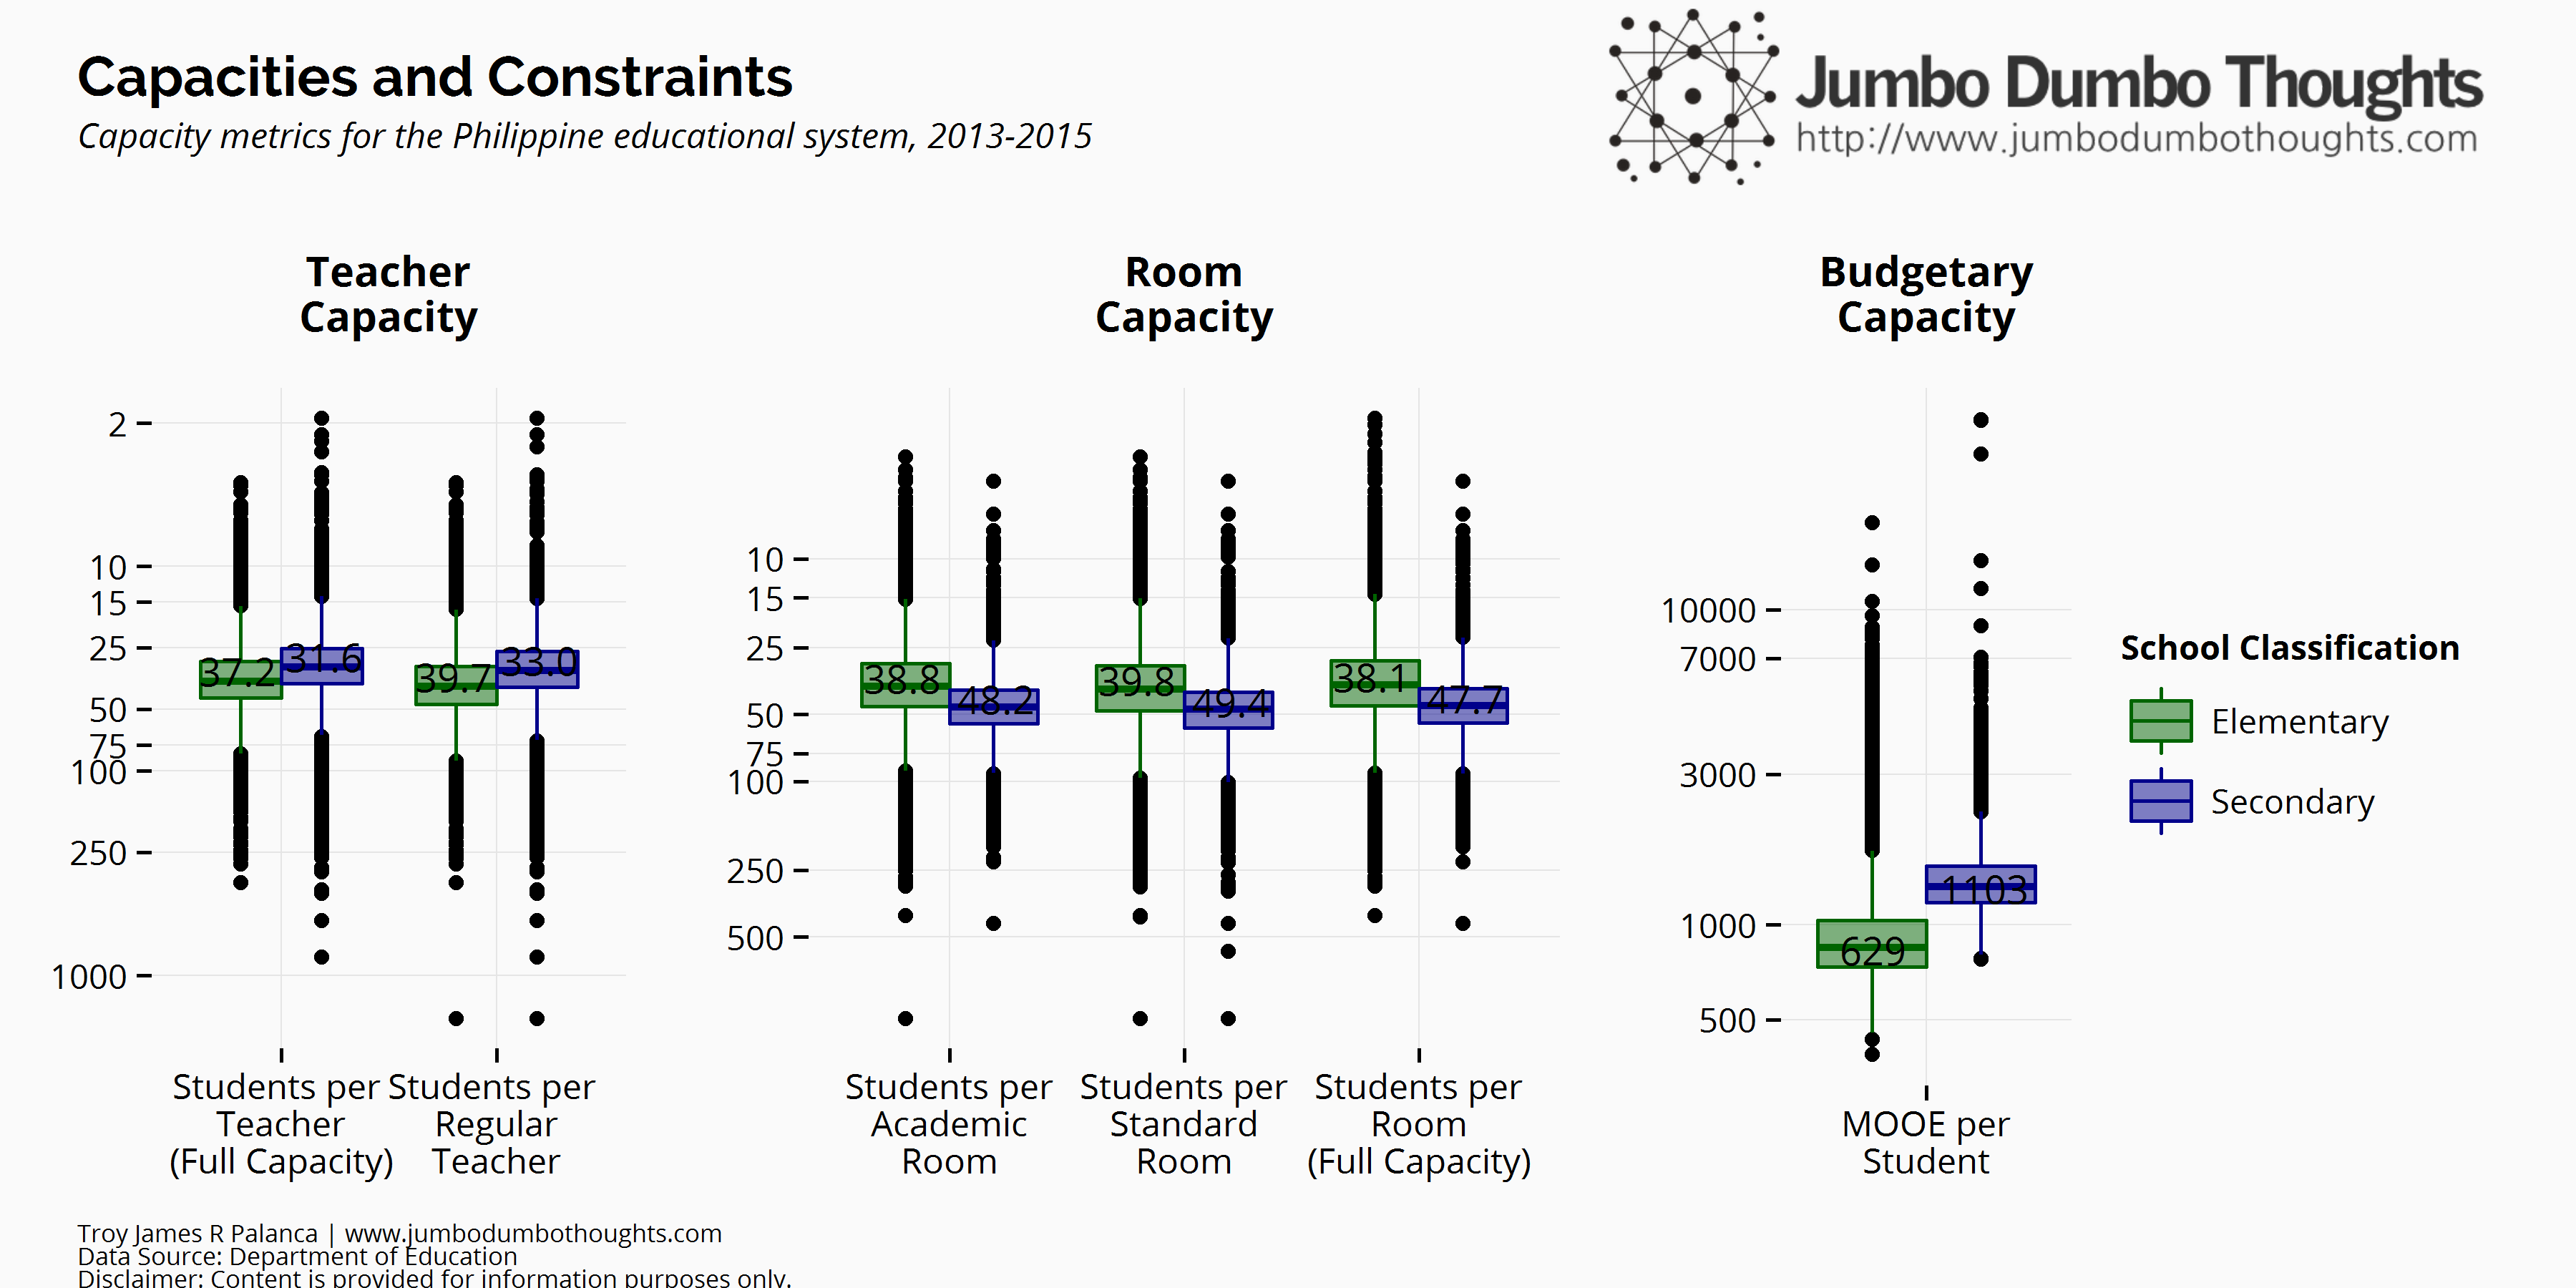 Capacities and Constraints
Capacity metrics for the Philippine educational system, 2013-2015
Jumbo Dumbo Thoughts
http://www.jumbodumbothoughts.com
Teacher
Capacity
2
10
15
25
50
75
100
250
1000
37.2
31.6
39.7
33.0
Students per
Teacher
(Full Capacity)
Students per
Regular
Teacher
Room
Capacity
10
15
25
50
75
100
250
500
38.8
48.2
39.8
49.4
38.1
47.7
Students per
Academic
Room
Students per
Standard
Room
Students per
Room
(Full Capacity)
Budgetary
Capacity
10000
7000
3000
1000
500
629
1103
MOOE per
Student
School Classification
Elementary
Secondary
Troy James R Palanca | www.jumbodumbothoughts.com
Data Source: Department of Education
Disclaimer: Content is provided for information purposes only.